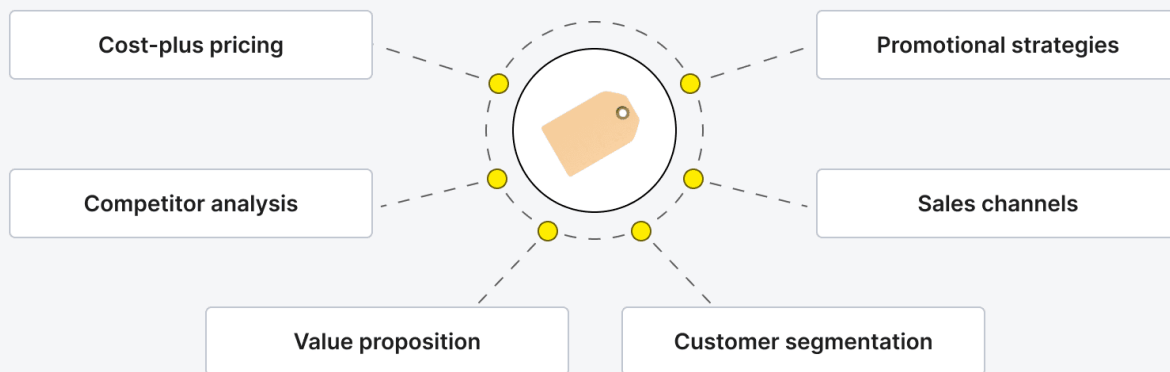 Cost-plus pricing
Promotional strategies
Competitor analysis
Sales channels
Value proposition
Customer segmentation